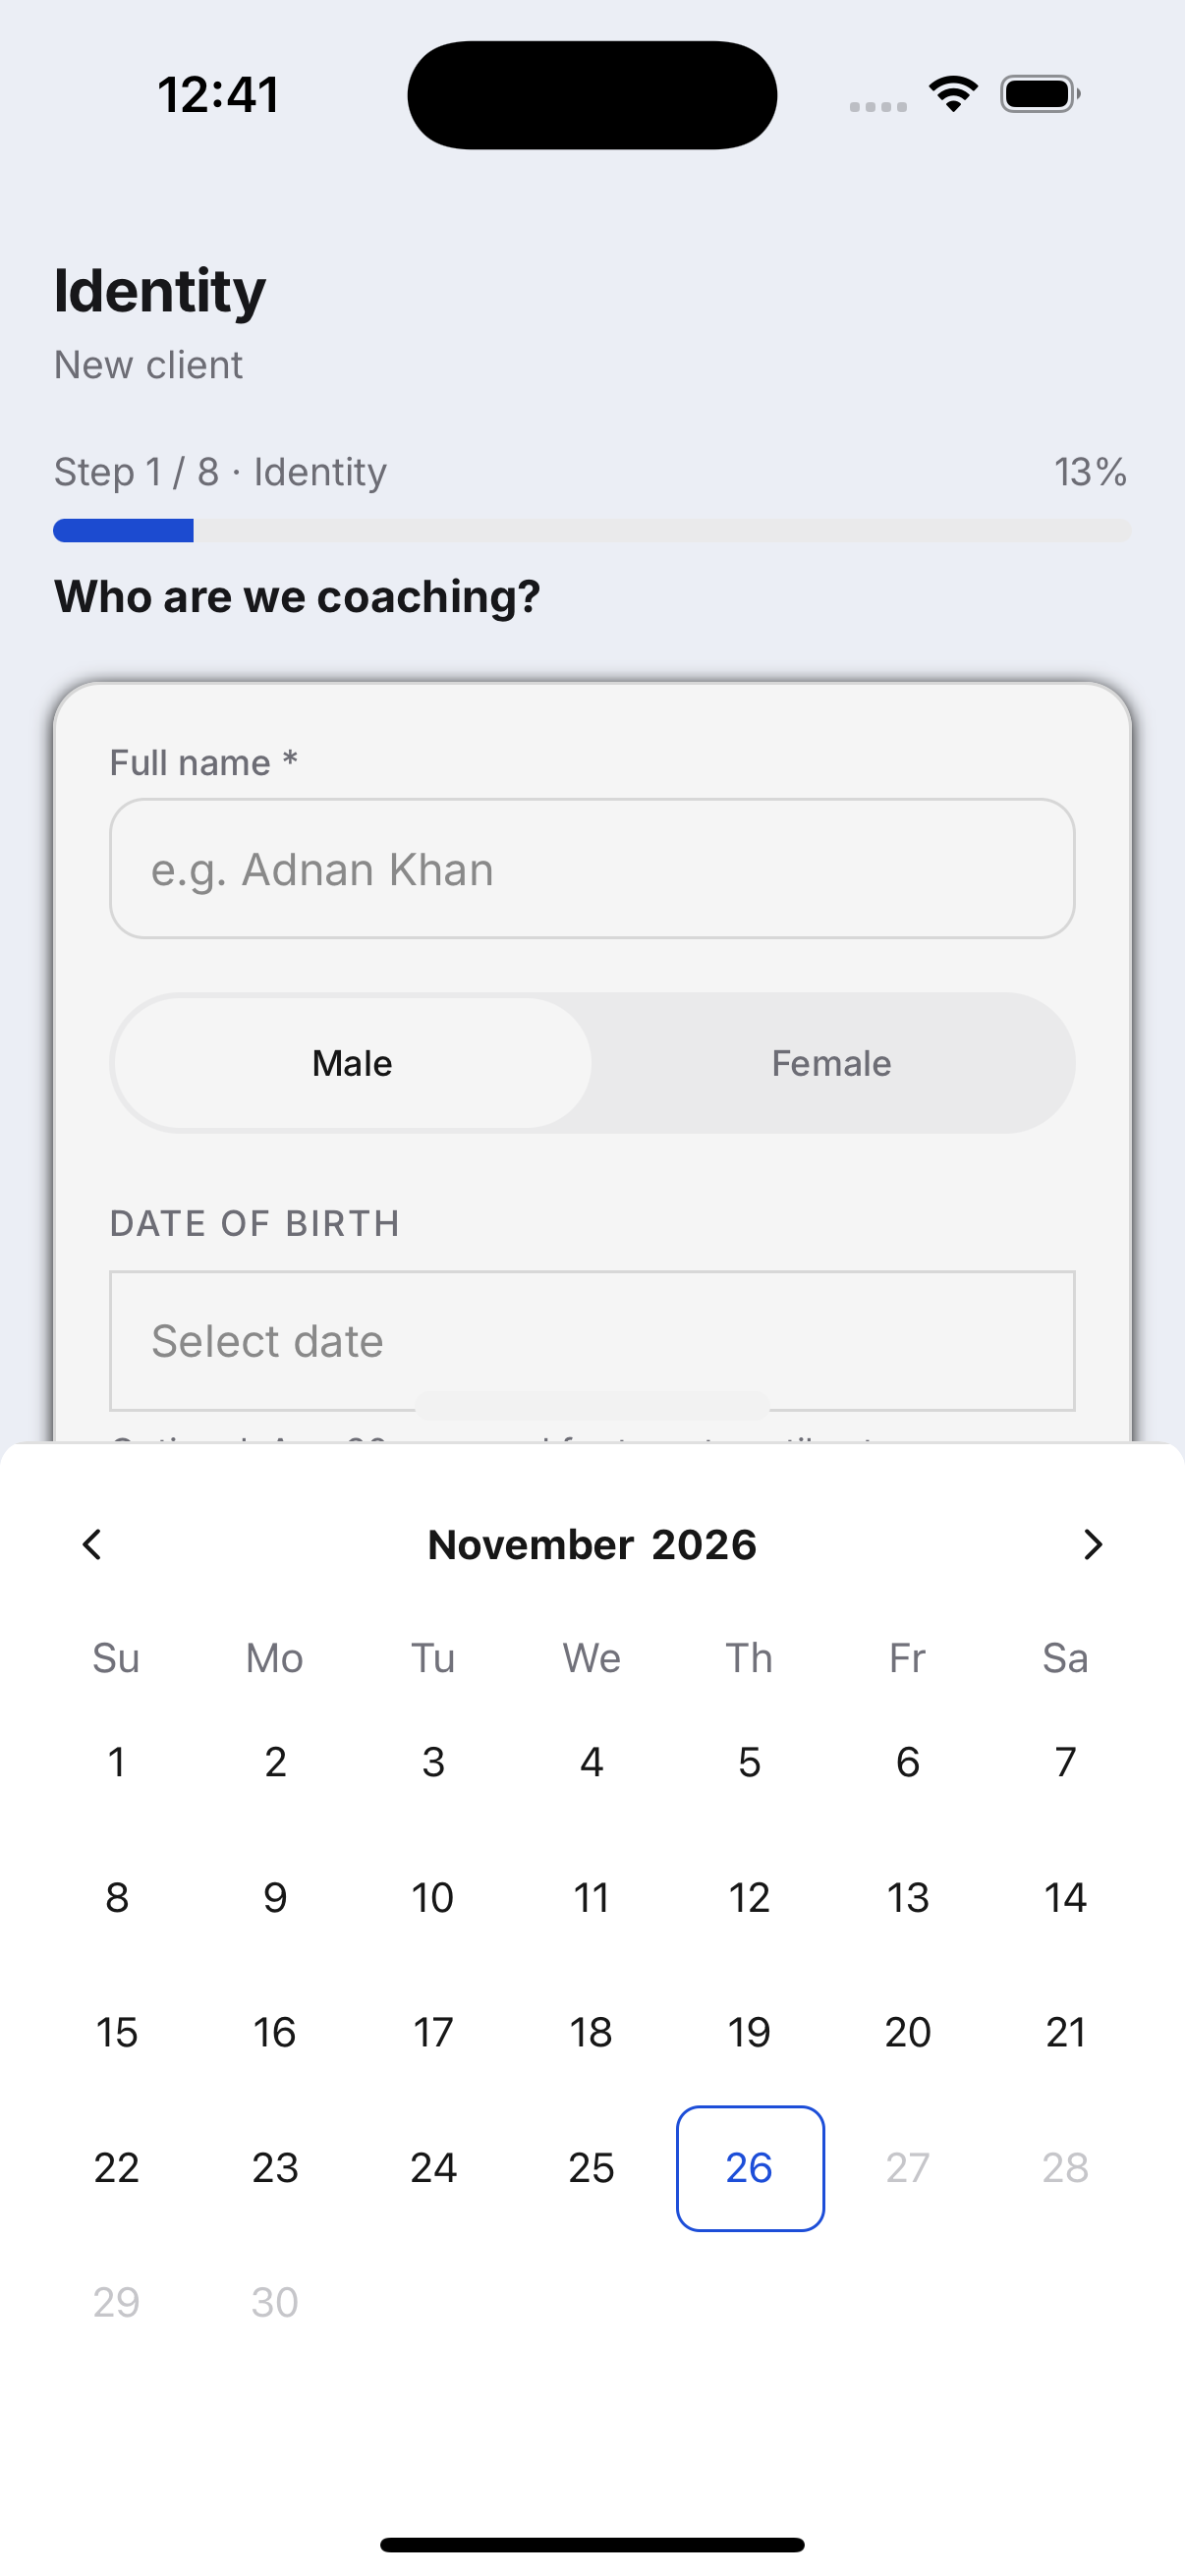 12:41
Identity
New client
Step 1 / 8 · Identity 13%
Who are we coaching?
Full name *
e.g. Adnan Khan
Male Female
DATE OF BIRTH
Select date
November 2026
Su Mo Tu We Th Fr Sa
1 2 3 4 5 6 7
8 9 10 11 12 13 14
15 16 17 18 19 20 21
22 23 24 25 26 27 28
29 30